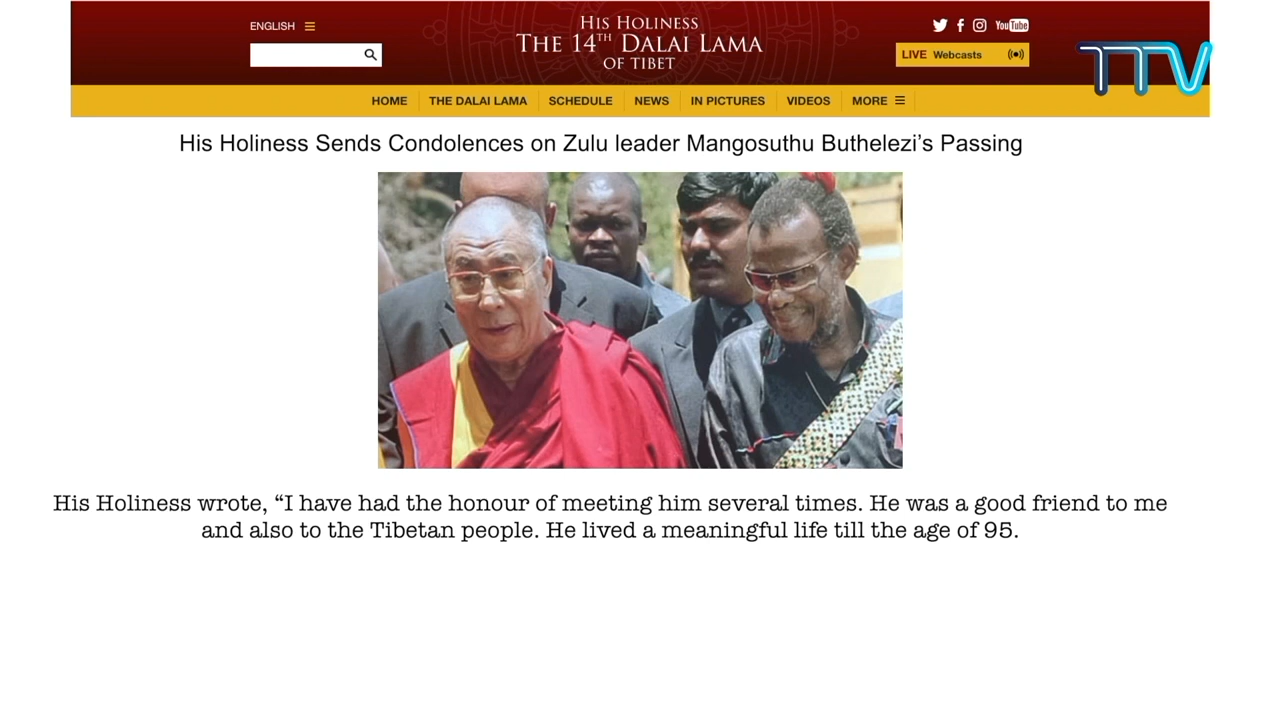 ENGLISH
His Holiness
The 14TH Dalai Lama
of Tibet
YouTube
LIVE Webcasts
TTV
HOME THE DALAI LAMA SCHEDULE NEWS IN PICTURES VIDEOS MORE
His Holiness Sends Condolences on Zulu leader Mangosuthu Buthelezi’s Passing
His Holiness wrote, “I have had the honour of meeting him several times. He was a good friend to me
and also to the Tibetan people. He lived a meaningful life till the age of 95.